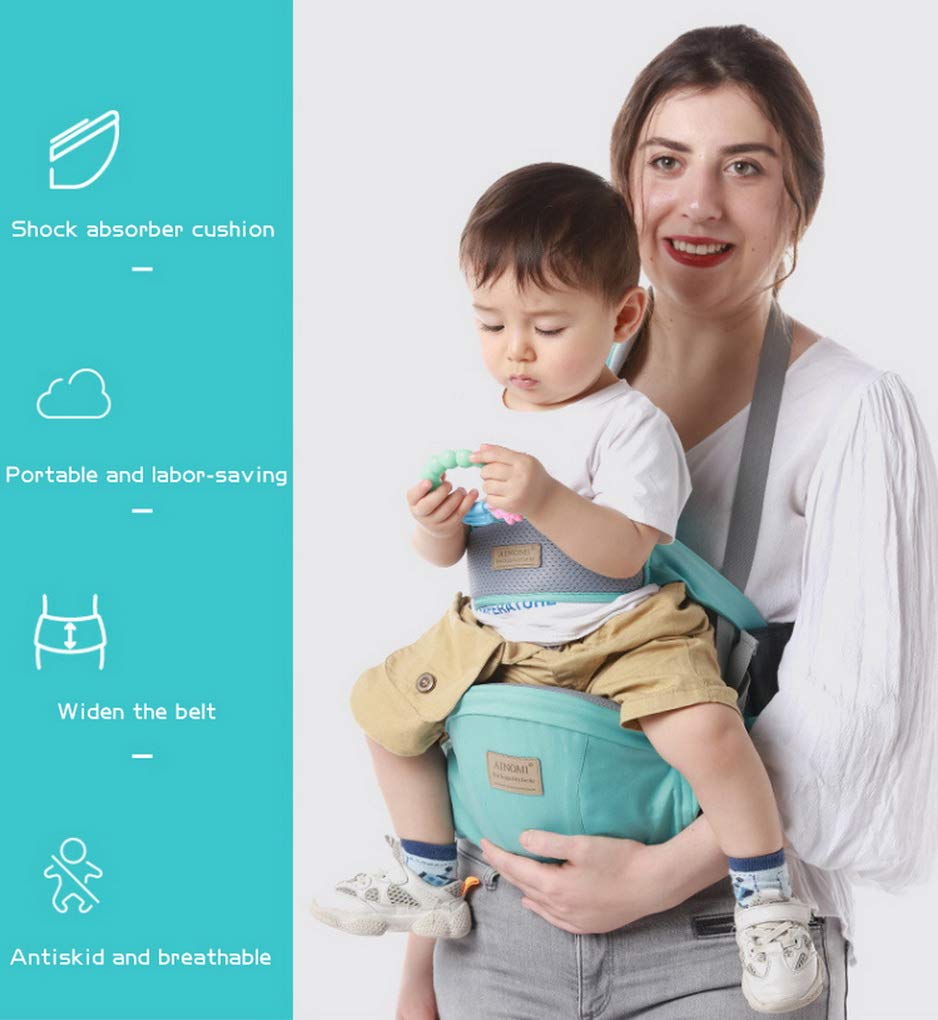 Shock absorber cushion
Portable and labor-saving
Widen the belt
Antiskid and breathable
AINOMI
AINOMI